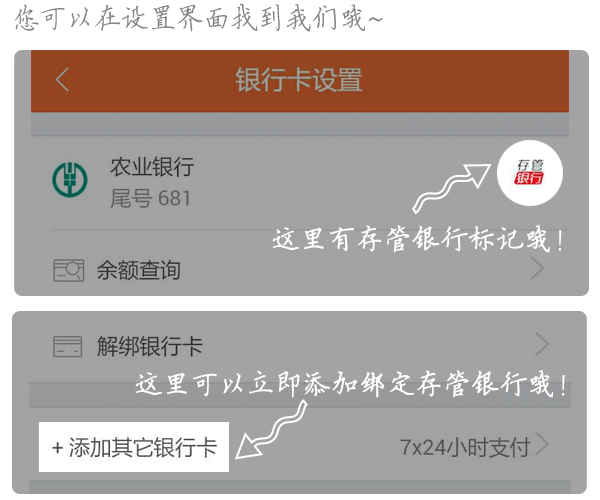 您可以在设置界面找到我们哦~
银行卡设置
农业银行
尾号 681
存管
银行
这里有存管银行标记哦!
余额查询
解绑银行卡
这里可以立即添加绑定存管银行哦!
+ 添加其它银行卡
7x24小时支付